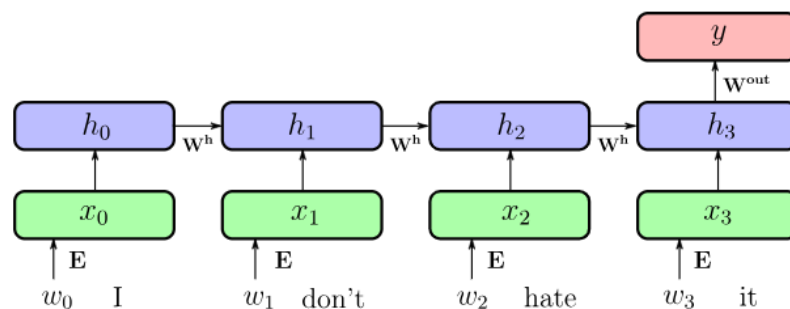 y
W^out
h_0 h_1 h_2 h_3
W^h W^h W^h
x_0 x_1 x_2 x_3
E E E E
w_0 I w_1 don't w_2 hate w_3 it